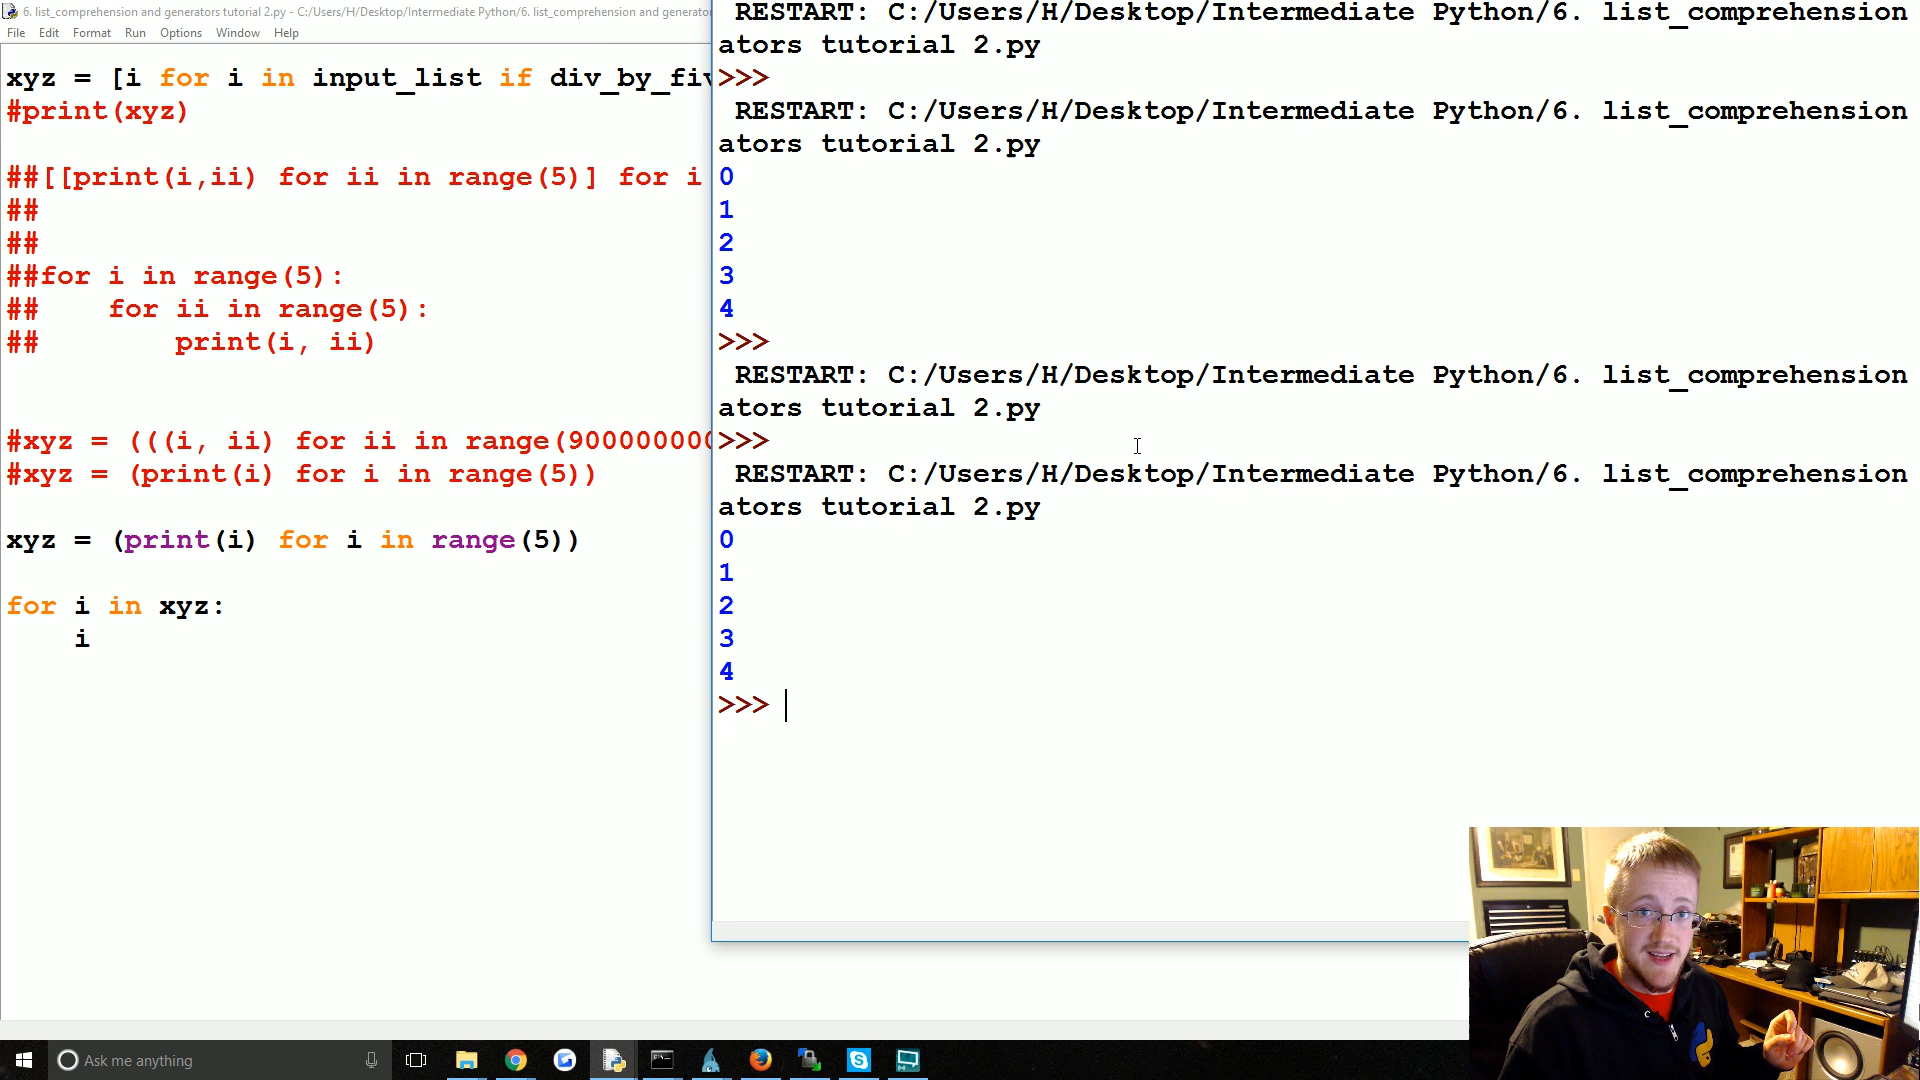 6. list_comprehension and generators tutorial 2.py - C:/Users/H/Desktop/Intermediate Python/6. list_comprehension and generator
File Edit Format Run Options Window Help
xyz = [i for i in input_list if div_by_fiv
#print(xyz)
##[[print(i,ii) for ii in range(5)] for i
##
##
##for i in range(5):
##    for ii in range(5):
##        print(i, ii)
#xyz = (((i, ii) for ii in range(900000000
#xyz = (print(i) for i in range(5))
xyz = (print(i) for i in range(5))
for i in xyz:
    i
RESTART: C:/Users/H/Desktop/Intermediate Python/6. list_comprehension
ators tutorial 2.py
>>>
RESTART: C:/Users/H/Desktop/Intermediate Python/6. list_comprehension
ators tutorial 2.py
0
1
2
3
4
>>>
RESTART: C:/Users/H/Desktop/Intermediate Python/6. list_comprehension
ators tutorial 2.py
>>>
RESTART: C:/Users/H/Desktop/Intermediate Python/6. list_comprehension
ators tutorial 2.py
0
1
2
3
4
>>>
Ask me anything